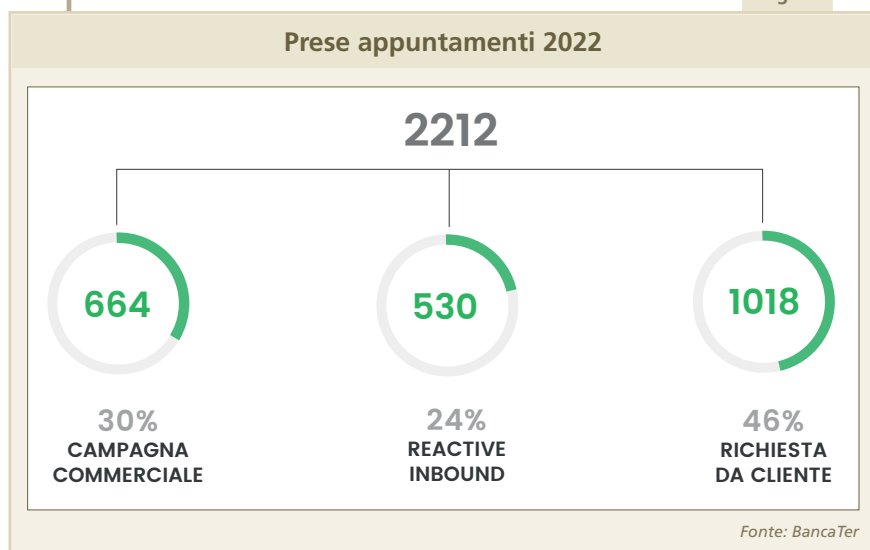 Prese appuntamenti 2022
2212
664
530
1018
30%
CAMPAGNA
COMMERCIALE
24%
REACTIVE
INBOUND
46%
RICHIESTA
DA CLIENTE
Fonte: BancaTer